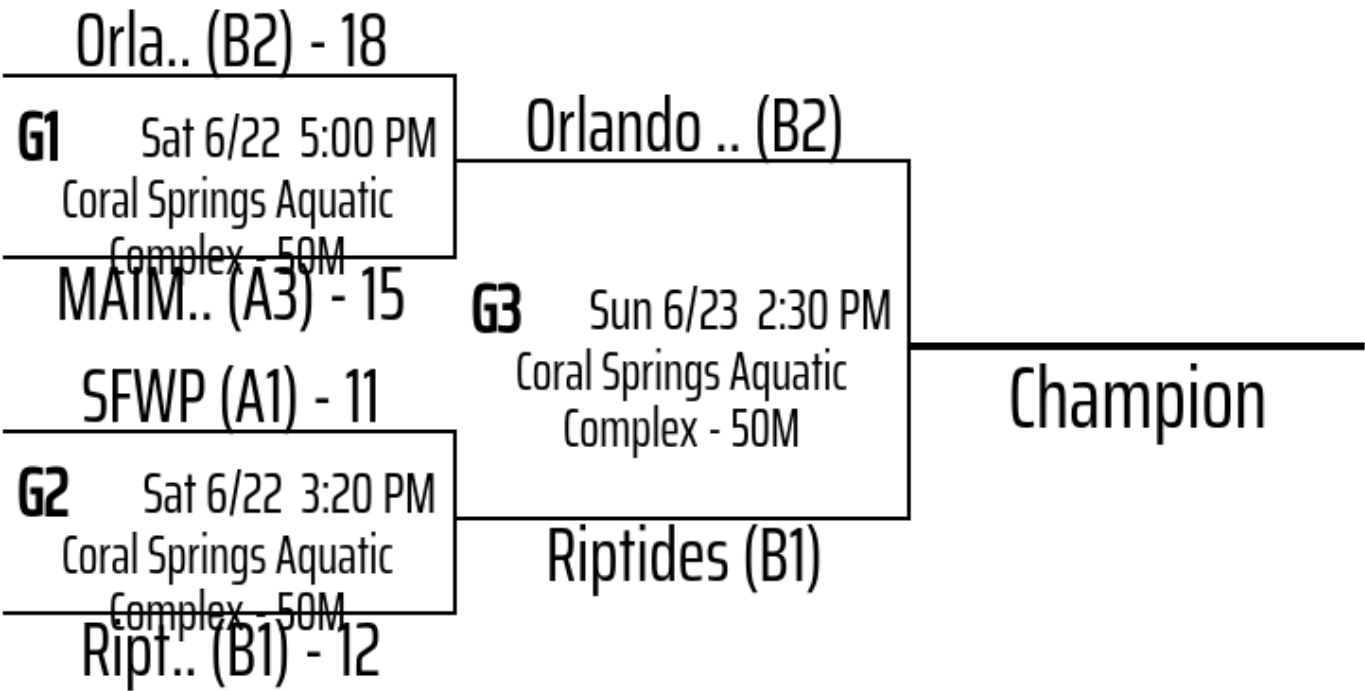 Orla.. (B2) - 18
G1 Sat 6/22 5:00 PM
Coral Springs Aquatic
Complex - 50M
MAIM.. (A3) - 15
SFWP (A1) - 11
G2 Sat 6/22 3:20 PM
Coral Springs Aquatic
Complex - 50M
Ript.. (B1) - 12
Orlando .. (B2)
G3 Sun 6/23 2:30 PM
Coral Springs Aquatic
Complex - 50M
Riptides (B1)
Champion